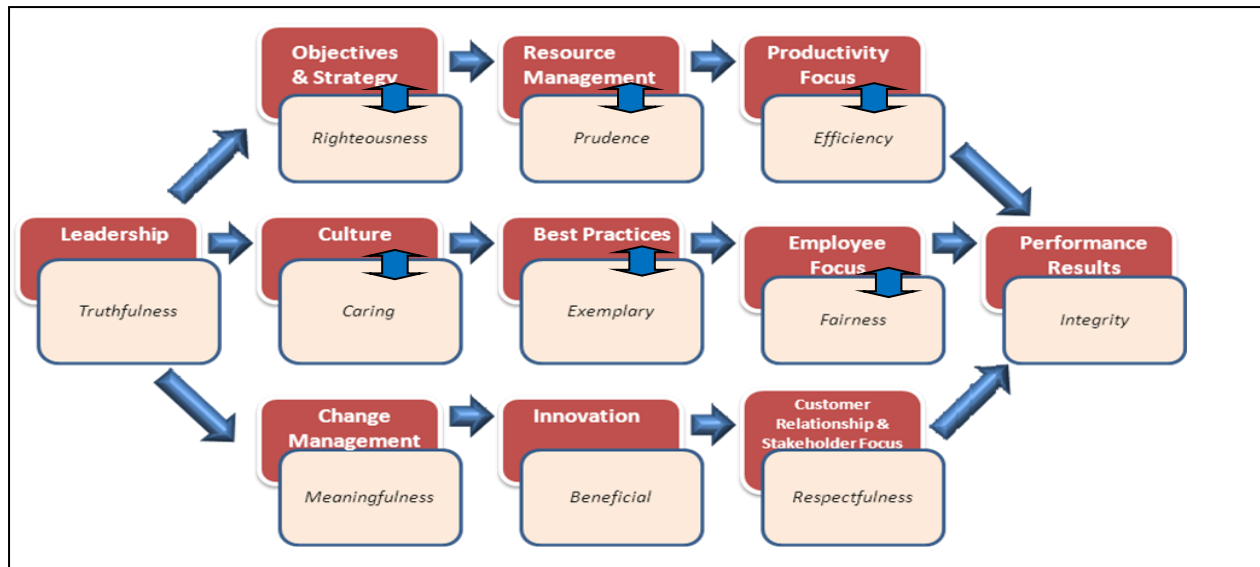 Objectives
& Strategy
Righteousness
Resource
Management
Prudence
Productivity
Focus
Efficiency
Leadership
Truthfulness
Culture
Caring
Best Practices
Exemplary
Employee
Focus
Fairness
Performance
Results
Integrity
Change
Management
Meaningfulness
Innovation
Beneficial
Customer
Relationship &
Stakeholder Focus
Respectfulness